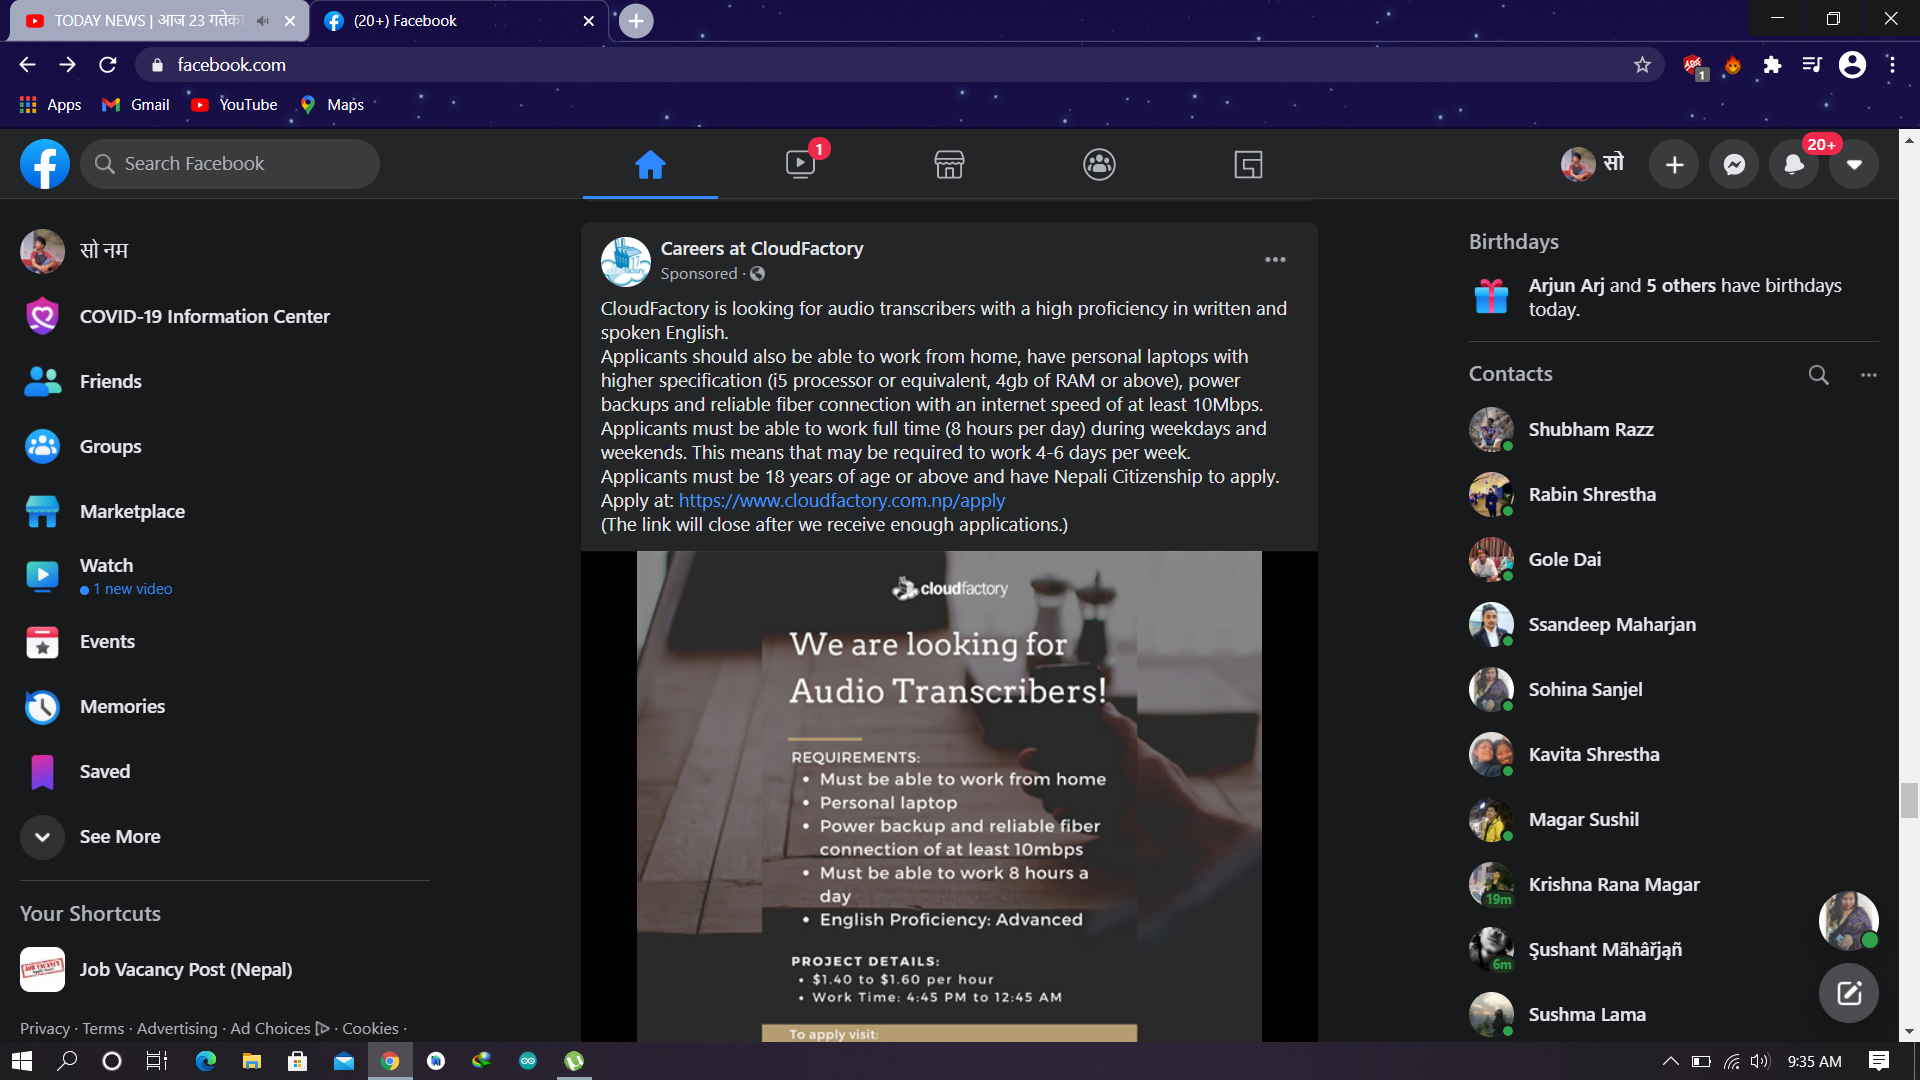 TODAY NEWS | आज 23 गतेका
(20+) Facebook
facebook.com
1
Apps
Gmail
YouTube
Maps
Search Facebook
1
सो
20+
सो नम
COVID-19 Information Center
Friends
Groups
Marketplace
Watch
1 new video
Events
Memories
Saved
See More
Your Shortcuts
Job Vacancy Post (Nepal)
Privacy · Terms · Advertising · Ad Choices · Cookies ·
Careers at CloudFactory
Sponsored ·
CloudFactory is looking for audio transcribers with a high proficiency in written and
spoken English.
Applicants should also be able to work from home, have personal laptops with
higher specification (i5 processor or equivalent, 4gb of RAM or above), power
backups and reliable fiber connection with an internet speed of at least 10Mbps.
Applicants must be able to work full time (8 hours per day) during weekdays and
weekends. This means that may be required to work 4-6 days per week.
Applicants must be 18 years of age or above and have Nepali Citizenship to apply.
Apply at: https://www.cloudfactory.com.np/apply
(The link will close after we receive enough applications.)
cloudfactory
We are looking for
Audio Transcribers!
REQUIREMENTS:
• Must be able to work from home
• Personal laptop
• Power backup and reliable fiber
connection of at least 10mbps
• Must be able to work 8 hours a
day
• English Proficiency: Advanced
PROJECT DETAILS:
• $1.40 to $1.60 per hour
• Work Time: 4:45 PM to 12:45 AM
To apply visit:
Birthdays
Arjun Arj and 5 others have birthdays
today.
Contacts
Shubham Razz
Rabin Shrestha
Gole Dai
Ssandeep Maharjan
Sohina Sanjel
Kavita Shrestha
Magar Sushil
Krishna Rana Magar
19m
Şushant Mãhâřjąñ
6m
Sushma Lama
9:35 AM